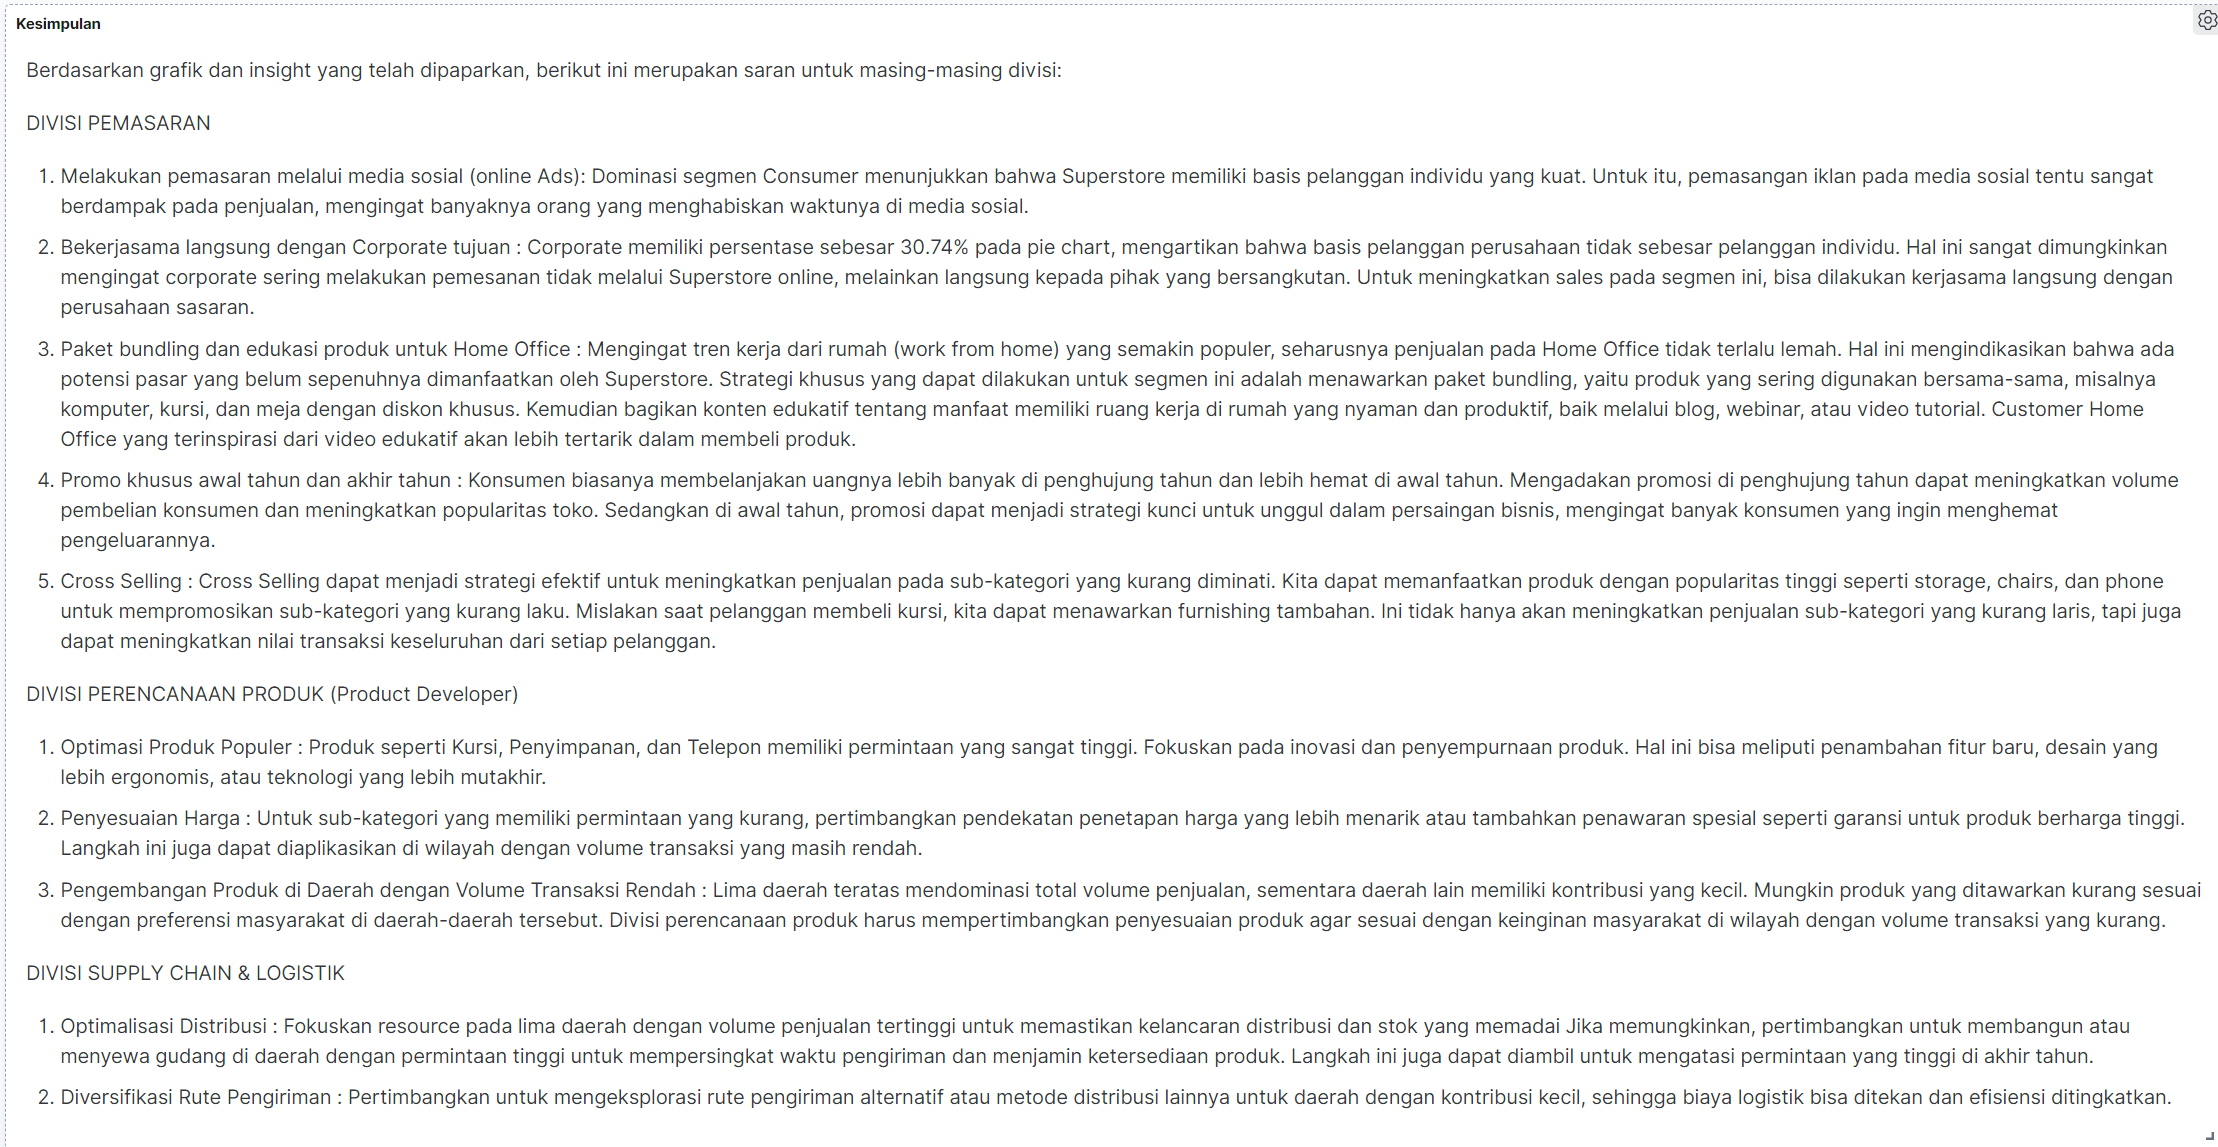 Kesimpulan
Berdasarkan grafik dan insight yang telah dipaparkan, berikut ini merupakan saran untuk masing-masing divisi:
DIVISI PEMASARAN
1. Melakukan pemasaran melalui media sosial (online Ads): Dominasi segmen Consumer menunjukkan bahwa Superstore memiliki basis pelanggan individu yang kuat. Untuk itu, pemasangan iklan pada media sosial tentu sangat
berdampak pada penjualan, mengingat banyaknya orang yang menghabiskan waktunya di media sosial.
2. Bekerjasama langsung dengan Corporate tujuan : Corporate memiliki persentase sebesar 30.74% pada pie chart, mengartikan bahwa basis pelanggan perusahaan tidak sebesar pelanggan individu. Hal ini sangat dimungkinkan
mengingat corporate sering melakukan pemesanan tidak melalui Superstore online, melainkan langsung kepada pihak yang bersangkutan. Untuk meningkatkan sales pada segmen ini, bisa dilakukan kerjasama langsung dengan
perusahaan sasaran.
3. Paket bundling dan edukasi produk untuk Home Office : Mengingat tren kerja dari rumah (work from home) yang semakin populer, seharusnya penjualan pada Home Office tidak terlalu lemah. Hal ini mengindikasikan bahwa ada
potensi pasar yang belum sepenuhnya dimanfaatkan oleh Superstore. Strategi khusus yang dapat dilakukan untuk segmen ini adalah menawarkan paket bundling, yaitu produk yang sering digunakan bersama-sama, misalnya
komputer, kursi, dan meja dengan diskon khusus. Kemudian bagikan konten edukatif tentang manfaat memiliki ruang kerja di rumah yang nyaman dan produktif, baik melalui blog, webinar, atau video tutorial. Customer Home
Office yang terinspirasi dari video edukatif akan lebih tertarik dalam membeli produk.
4. Promo khusus awal tahun dan akhir tahun : Konsumen biasanya membelanjakan uangnya lebih banyak di penghujung tahun dan lebih hemat di awal tahun. Mengadakan promosi di penghujung tahun dapat meningkatkan volume
pembelian konsumen dan meningkatkan popularitas toko. Sedangkan di awal tahun, promosi dapat menjadi strategi kunci untuk unggul dalam persaingan bisnis, mengingat banyak konsumen yang ingin menghemat
pengeluarannya.
5. Cross Selling : Cross Selling dapat menjadi strategi efektif untuk meningkatkan penjualan pada sub-kategori yang kurang diminati. Kita dapat memanfaatkan produk dengan popularitas tinggi seperti storage, chairs, dan phone
untuk mempromosikan sub-kategori yang kurang laku. Mislakan saat pelanggan membeli kursi, kita dapat menawarkan furnishing tambahan. Ini tidak hanya akan meningkatkan penjualan sub-kategori yang kurang laris, tapi juga
dapat meningkatkan nilai transaksi keseluruhan dari setiap pelanggan.
DIVISI PERENCANAAN PRODUK (Product Developer)
1. Optimasi Produk Populer : Produk seperti Kursi, Penyimpanan, dan Telepon memiliki permintaan yang sangat tinggi. Fokuskan pada inovasi dan penyempurnaan produk. Hal ini bisa meliputi penambahan fitur baru, desain yang
lebih ergonomis, atau teknologi yang lebih mutakhir.
2. Penyesuaian Harga : Untuk sub-kategori yang memiliki permintaan yang kurang, pertimbangkan pendekatan penetapan harga yang lebih menarik atau tambahkan penawaran spesial seperti garansi untuk produk berharga tinggi.
Langkah ini juga dapat diaplikasikan di wilayah dengan volume transaksi yang masih rendah.
3. Pengembangan Produk di Daerah dengan Volume Transaksi Rendah : Lima daerah teratas mendominasi total volume penjualan, sementara daerah lain memiliki kontribusi yang kecil. Mungkin produk yang ditawarkan kurang sesuai
dengan preferensi masyarakat di daerah-daerah tersebut. Divisi perencanaan produk harus mempertimbangkan penyesuaian produk agar sesuai dengan keinginan masyarakat di wilayah dengan volume transaksi yang kurang.
DIVISI SUPPLY CHAIN & LOGISTIK
1. Optimalisasi Distribusi : Fokuskan resource pada lima daerah dengan volume penjualan tertinggi untuk memastikan kelancaran distribusi dan stok yang memadai Jika memungkinkan, pertimbangkan untuk membangun atau
menyewa gudang di daerah dengan permintaan tinggi untuk mempersingkat waktu pengiriman dan menjamin ketersediaan produk. Langkah ini juga dapat diambil untuk mengatasi permintaan yang tinggi di akhir tahun.
2. Diversifikasi Rute Pengiriman : Pertimbangkan untuk mengeksplorasi rute pengiriman alternatif atau metode distribusi lainnya untuk daerah dengan kontribusi kecil, sehingga biaya logistik bisa ditekan dan efisiensi ditingkatkan.